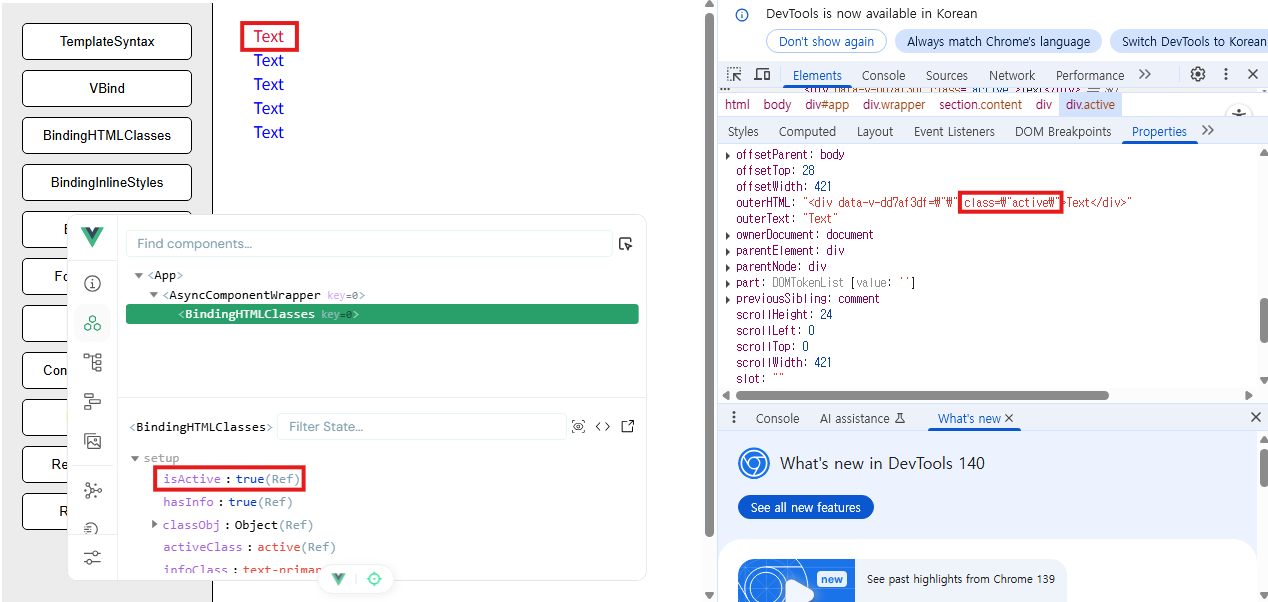 TemplateSyntax
VBind
BindingHTMLClasses
BindingInlineStyles
Text
Text
Text
Text
Text
Find components...
<App>
<AsyncComponentWrapper key=0>
<BindingHTMLClasses key=0>
<BindingHTMLClasses>
Filter State...
setup
isActive : true(Ref)
hasInfo : true(Ref)
classObj : Object(Ref)
activeClass : active(Ref)
infoClass : text-primar
DevTools is now available in Korean
Don't show again
Always match Chrome's language
Switch DevTools to Korean
Elements
Console
Sources
Network
Performance
html body div#app div.wrapper section.content div div.active
Styles
Computed
Layout
Event Listeners
DOM Breakpoints
Properties
offsetParent: body
offsetTop: 28
offsetWidth: 421
outerHTML: "<div data-v-dd7af3df=₩"₩" class=₩"active₩">Text</div>"
outerText: "Text"
ownerDocument: document
parentElement: div
parentNode: div
part: DOMTokenList [value: '']
previousSibling: comment
scrollHeight: 24
scrollLeft: 0
scrollTop: 0
scrollWidth: 421
slot: ""
Console
AI assistance
What's new
What's new in DevTools 140
See all new features
new
See past highlights from Chrome 139